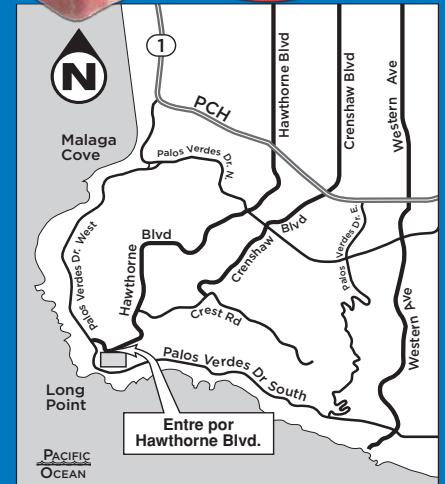 N
1
PCH
Hawthorne Blvd
Crenshaw Blvd
Western Ave
Malaga
Cove
Palos Verdes Dr. N.
Palos Verdes Dr. West
Hawthorne
Blvd
Crenshaw Blvd
Palos Verdes Dr. E.
Crest Rd
Palos Verdes Dr South
Western Ave
Long
Point
Entre por
Hawthorne Blvd.
PACIFIC
OCEAN